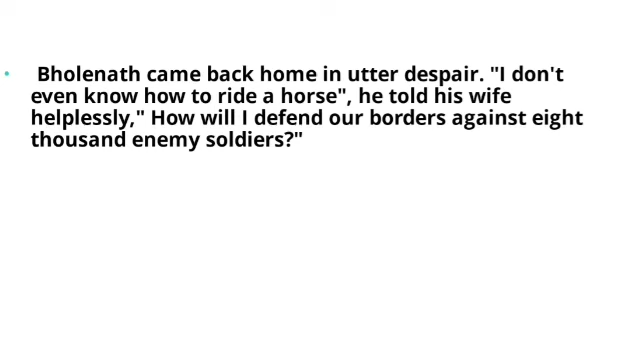 • Bholenath came back home in utter despair. "I don't
even know how to ride a horse", he told his wife
helplessly," How will I defend our borders against eight
thousand enemy soldiers?"